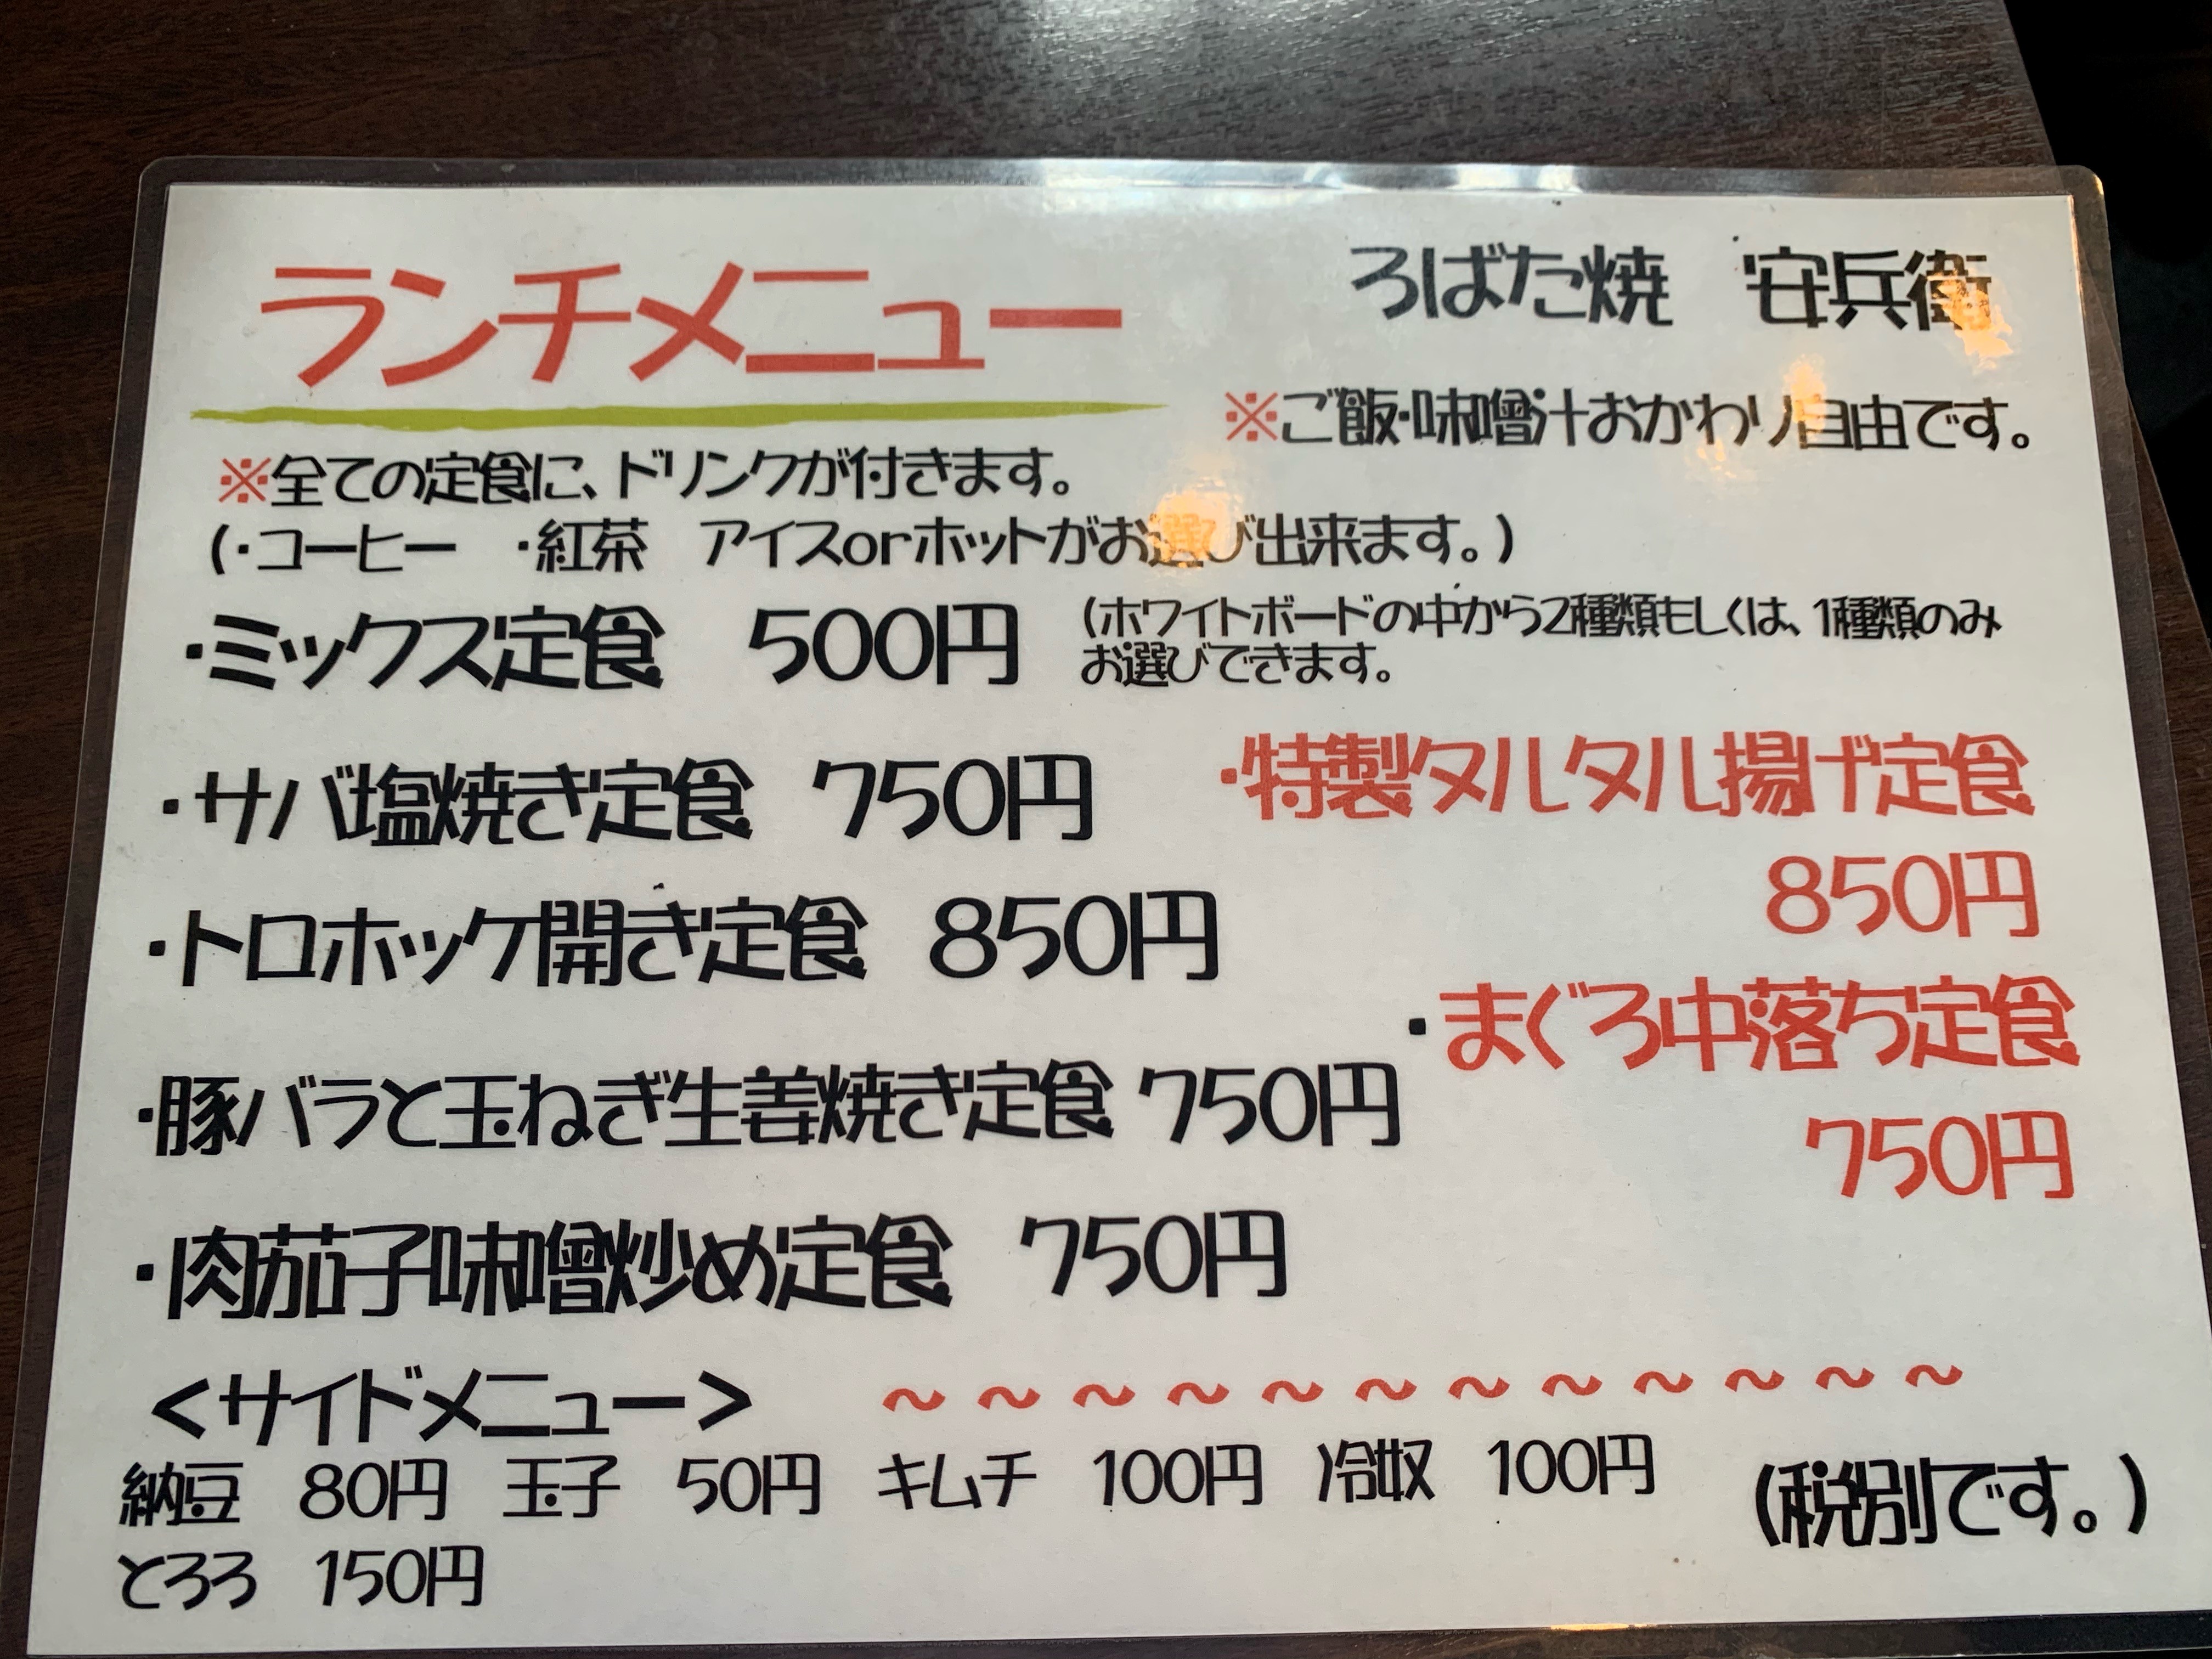 ランチメニュー
ろばた焼　安兵衛
※ご飯・味噌汁おかわり自由です。
※全ての定食に、ドリンクが付きます。
(・コーヒー　・紅茶　アイスorホットがお選び出来ます。)
・ミックス定食　500円
(ホワイトボードの中から2種類もしくは、1種類のみ
お選びできます。
・サバ塩焼き定食　750円
・特製タルタル揚げ定食
850円
・トロホッケ開き定食　850円
・まぐろ中落ち定食
750円
・豚バラと玉ねぎ生姜焼き定食 750円
・肉茄子味噌炒め定食　750円
<サイドメニュー>　～～～～～～～～～～～～
納豆　80円　玉子　50円　キムチ　100円　冷奴　100円
(税別です。)
とろろ　150円